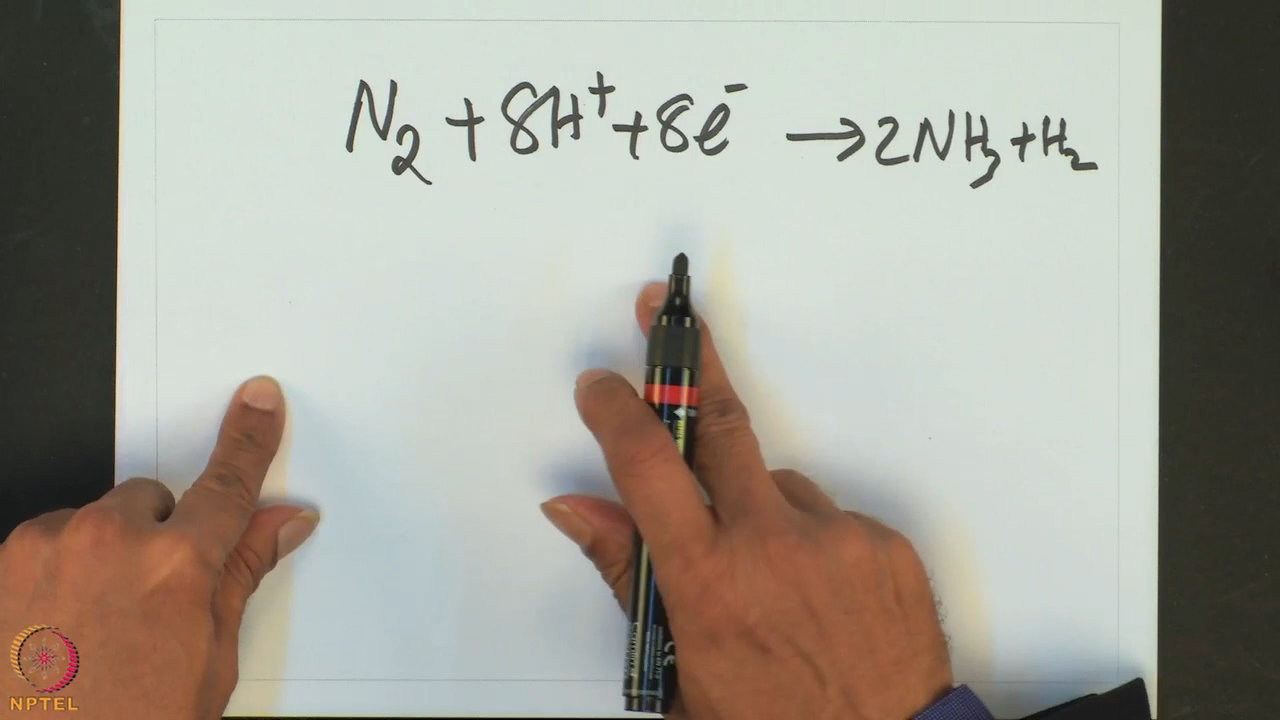 N₂ + 8H⁺ + 8e⁻ → 2NH₃ + H₂
NPTEL